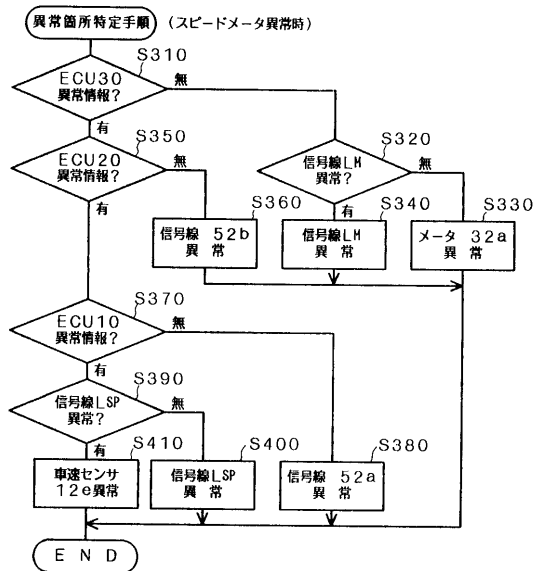 異常箇所特定手順 (スピードメータ異常時)
S310
ECU30
異常情報?
無
有
S350
ECU20
異常情報?
無
有
S320
信号線LM
異常?
無
有
S360
信号線 52b
異 常
S340
信号線LM
異 常
S330
メータ 32a
異 常
S370
ECU10
異常情報?
無
有
S390
信号線LSP
異常?
無
有
S410
車速センサ
12e異常
S400
信号線LSP
異 常
S380
信号線 52a
異 常
END